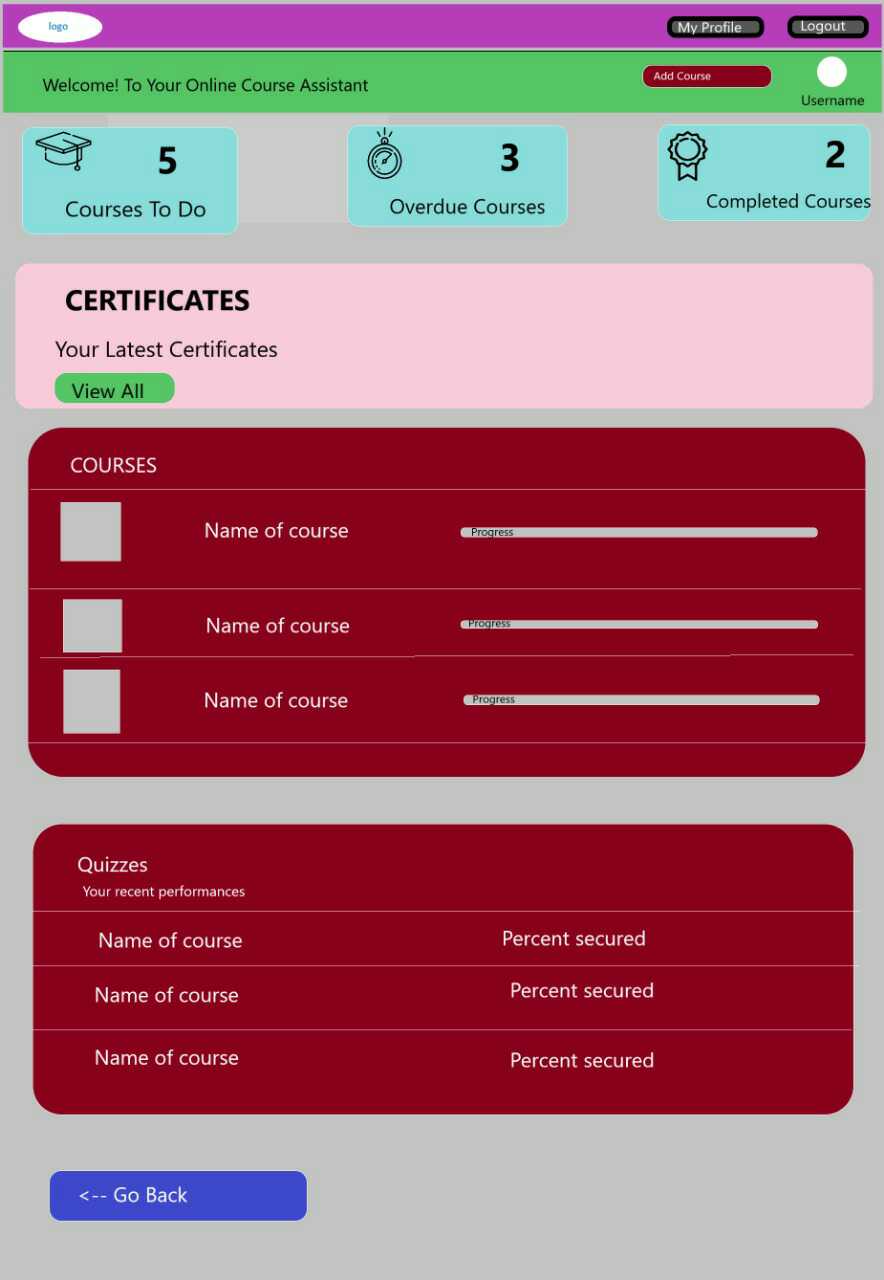 logo
My Profile
Logout
Welcome! To Your Online Course Assistant
Add Course
Username
5
Courses To Do
3
Overdue Courses
2
Completed Courses
CERTIFICATES
Your Latest Certificates
View All
COURSES
Name of course
Progress
Name of course
Progress
Name of course
Progress
Quizzes
Your recent performances
Name of course
Percent secured
Name of course
Percent secured
Name of course
Percent secured
<-- Go Back